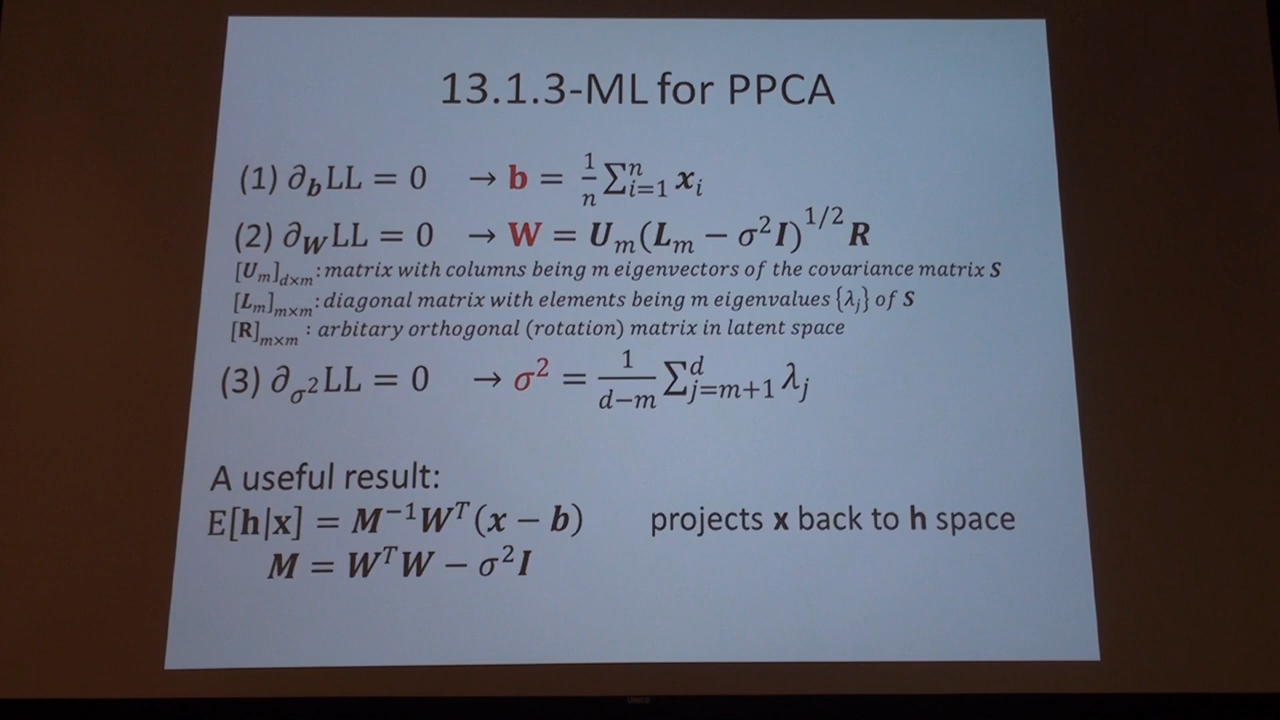 13.1.3-ML for PPCA
(1) ∂_b LL = 0 → b = 1/n ∑_{i=1}^{n} x_i
(2) ∂_W LL = 0 → W = U_m(L_m − σ²I)^{1/2} R
[U_m]_{d×m}: matrix with columns being m eigenvectors of the covariance matrix S
[L_m]_{m×m}: diagonal matrix with elements being m eigenvalues {λ_j} of S
[R]_{m×m} : arbitary orthogonal (rotation) matrix in latent space
(3) ∂_{σ²} LL = 0 → σ² = 1/(d−m) ∑_{j=m+1}^{d} λ_j
A useful result:
E[h|x] = M⁻¹Wᵀ(x − b) projects x back to h space
M = WᵀW − σ²I